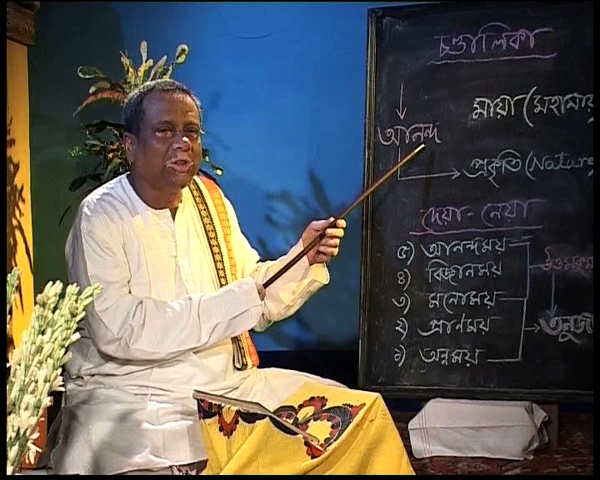 চণ্ডালিকা
মায়া (মহামায়
আনন্দ
প্রকৃতি (Nature
দেয়া - নেয়া
৫) আনন্দময়
৪) বিজ্ঞানময়
৩) মনোময়
২) প্রাণময়
১) অন্নময়